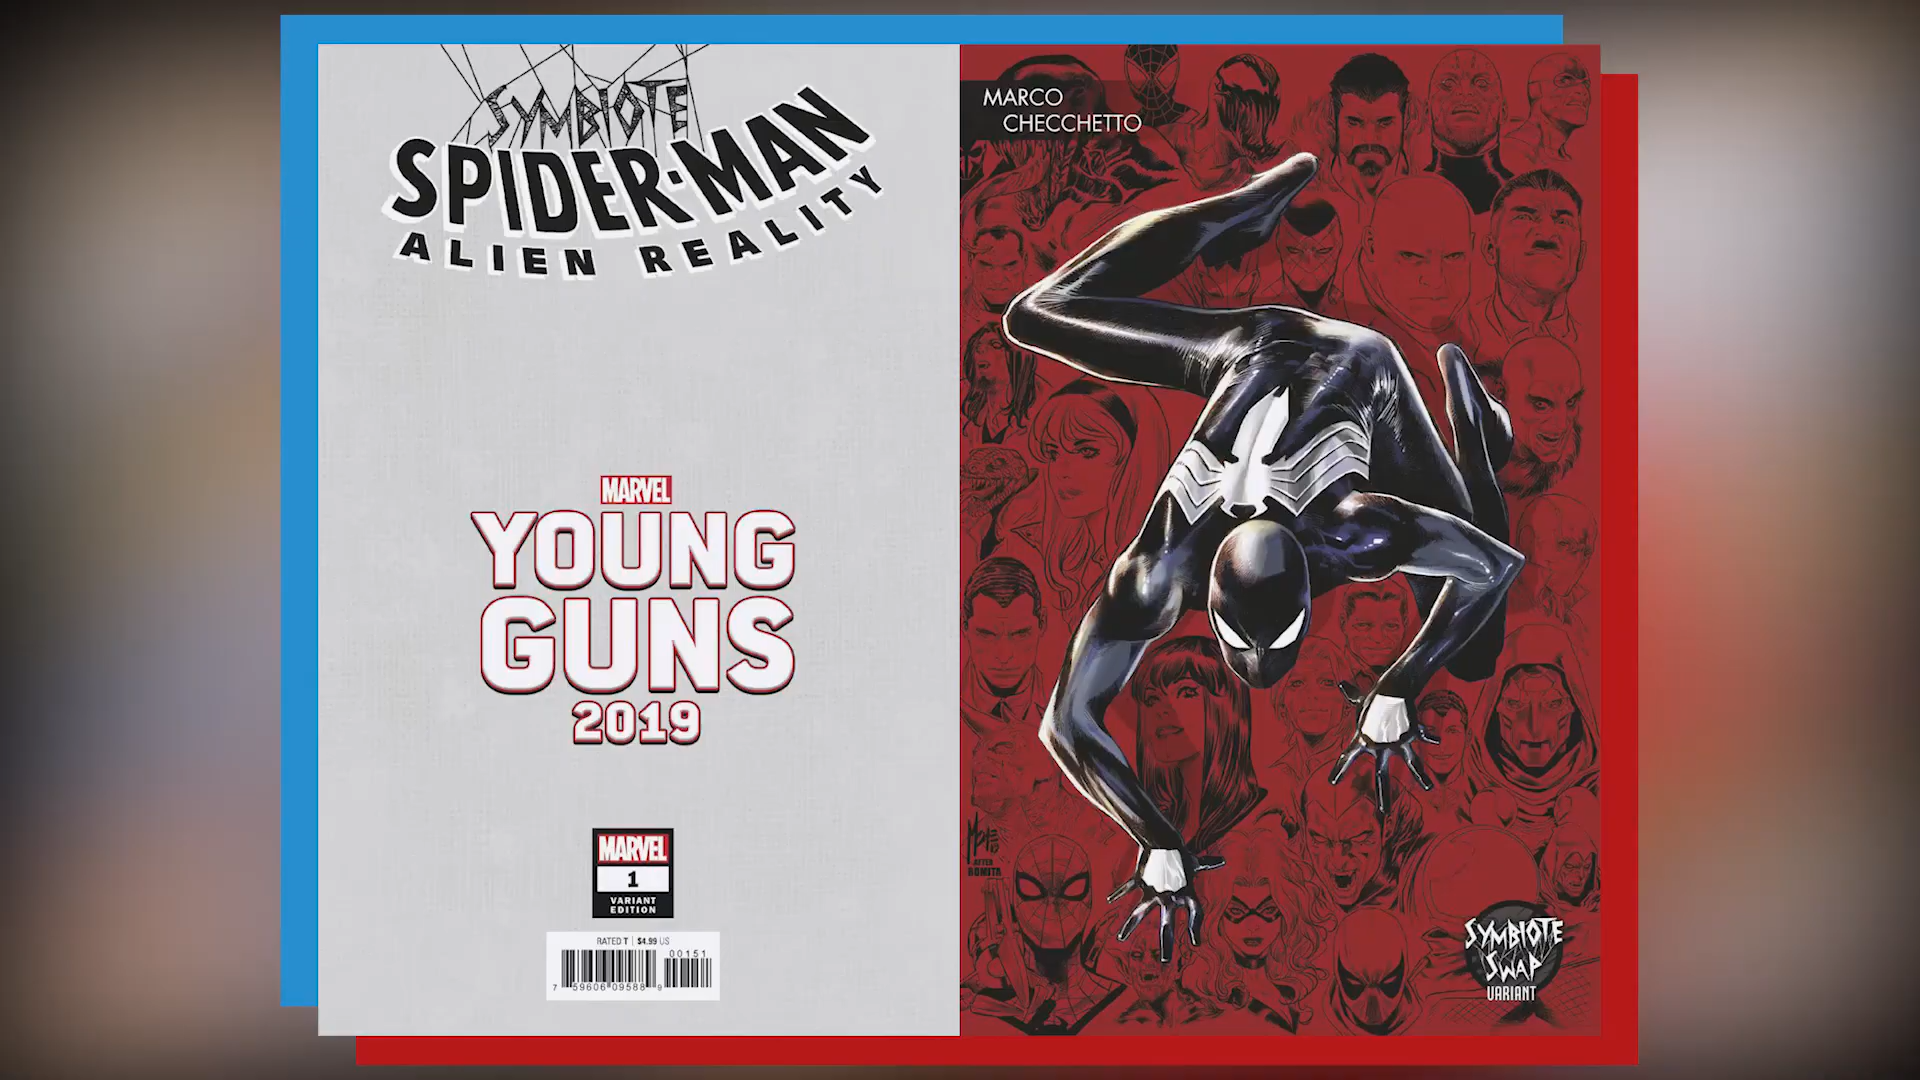 SYMBIOTE
SPIDER-MAN
ALIEN REALITY
MARVEL
YOUNG
GUNS
2019
MARVEL
1
VARIANT
EDITION
RATED T | $4.99 US
00151
7 59606 09588 9
MARCO
CHECCHETTO
AFTER
ROMITA
SYMBIOTE
SWAP
VARIANT